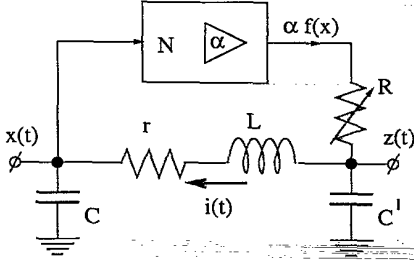 N α α f(x)
R
x(t) r L z(t)
i(t)
C C'